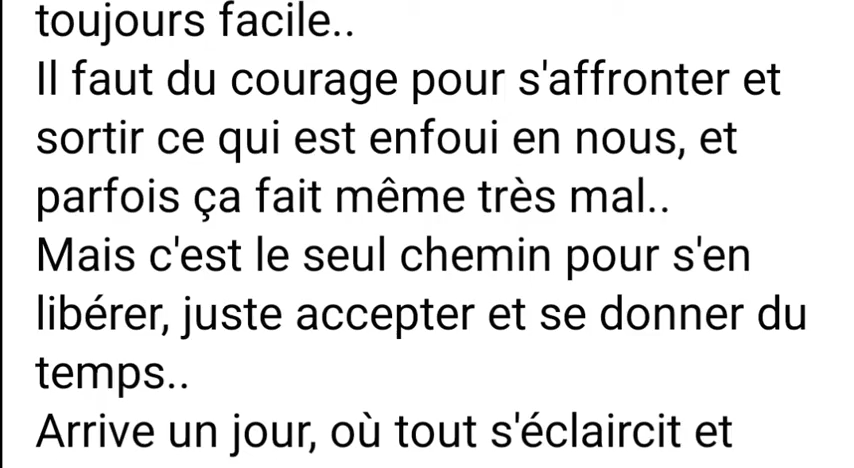 toujours facile..
Il faut du courage pour s'affronter et
sortir ce qui est enfoui en nous, et
parfois ça fait même très mal..
Mais c'est le seul chemin pour s'en
libérer, juste accepter et se donner du
temps..
Arrive un jour, où tout s'éclaircit et